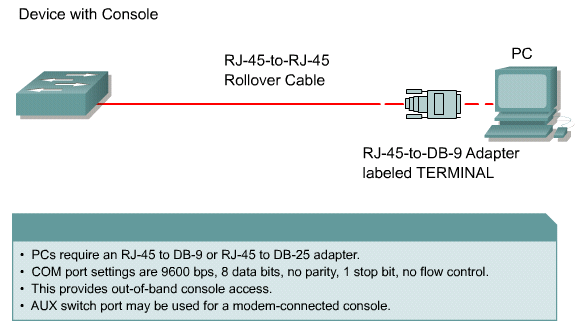 Device with Console
RJ-45-to-RJ-45
Rollover Cable
PC
RJ-45-to-DB-9 Adapter
labeled TERMINAL
• PCs require an RJ-45 to DB-9 or RJ-45 to DB-25 adapter.
• COM port settings are 9600 bps, 8 data bits, no parity, 1 stop bit, no flow control.
• This provides out-of-band console access.
• AUX switch port may be used for a modem-connected console.